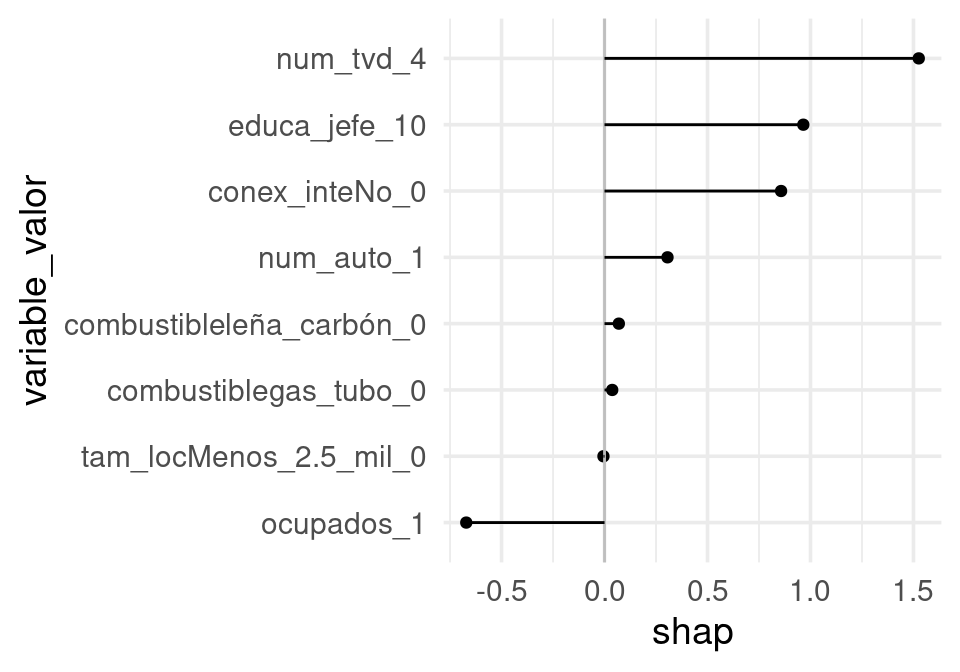 num_tvd_4
educa_jefe_10
conex_inteNo_0
num_auto_1
combustibleleña_carbón_0
combustiblegas_tubo_0
tam_locMenos_2.5_mil_0
ocupados_1
variable_valor
-0.5 0.0 0.5 1.0 1.5
shap